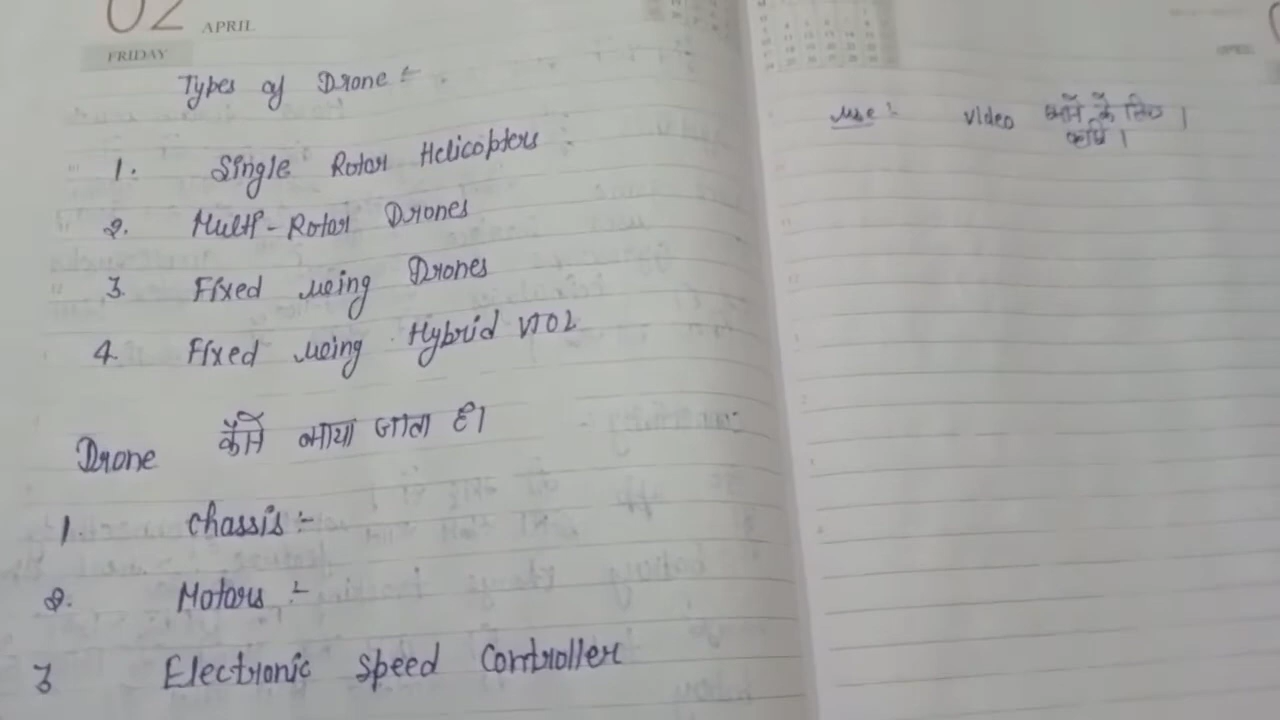 02 APRIL
FRIDAY
Types of Drone :-
1. Single Rotor Helicopters
2. Multi-Rotor Drones
3. Fixed wing Drones
4. Fixed wing Hybrid VTOL
Drone कैसे बनाया जाता है।
1. Chassis :-
2. Motors :-
3 Electronic Speed Controller
use : video बनाने के लिए।
कृषि।